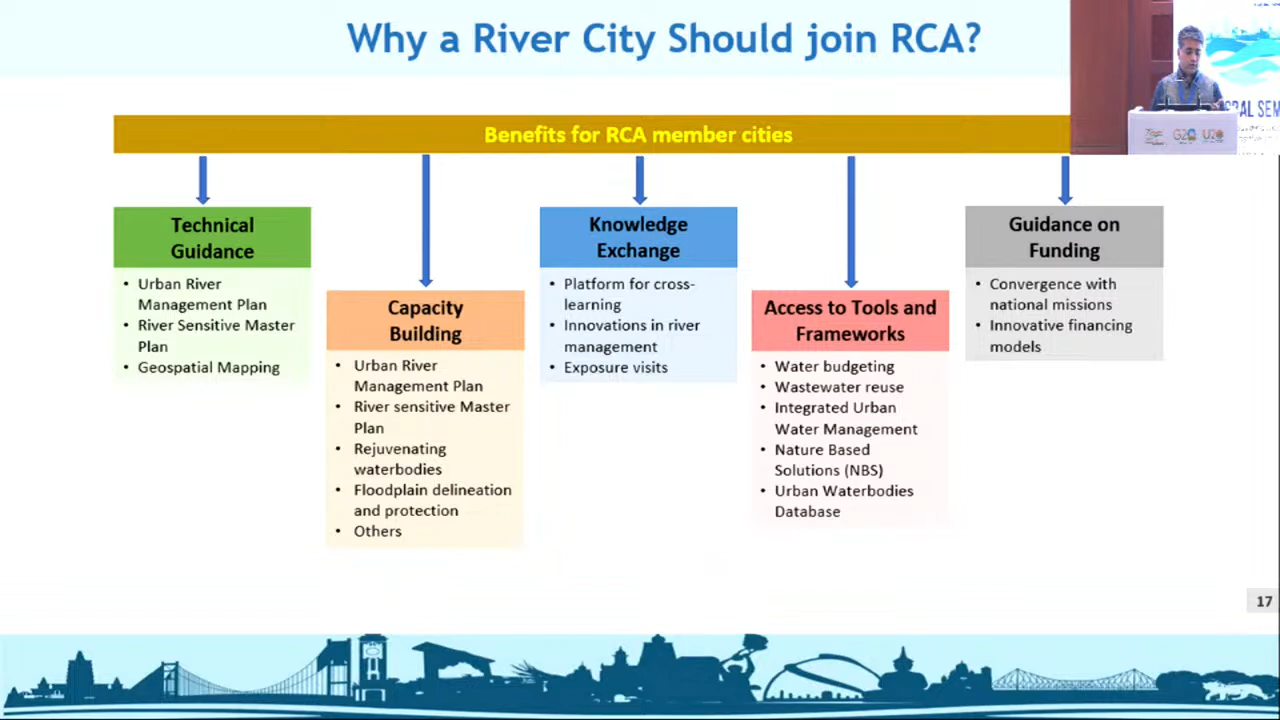 Why a River City Should join RCA?
Benefits for RCA member cities
Technical
Guidance
• Urban River
Management Plan
• River Sensitive Master
Plan
• Geospatial Mapping
Capacity
Building
• Urban River
Management Plan
• River sensitive Master
Plan
• Rejuvenating
waterbodies
• Floodplain delineation
and protection
• Others
Knowledge
Exchange
• Platform for cross-
learning
• Innovations in river
management
• Exposure visits
Access to Tools and
Frameworks
• Water budgeting
• Wastewater reuse
• Integrated Urban
Water Management
• Nature Based
Solutions (NBS)
• Urban Waterbodies
Database
Guidance on
Funding
• Convergence with
national missions
• Innovative financing
models
G20 U20
17